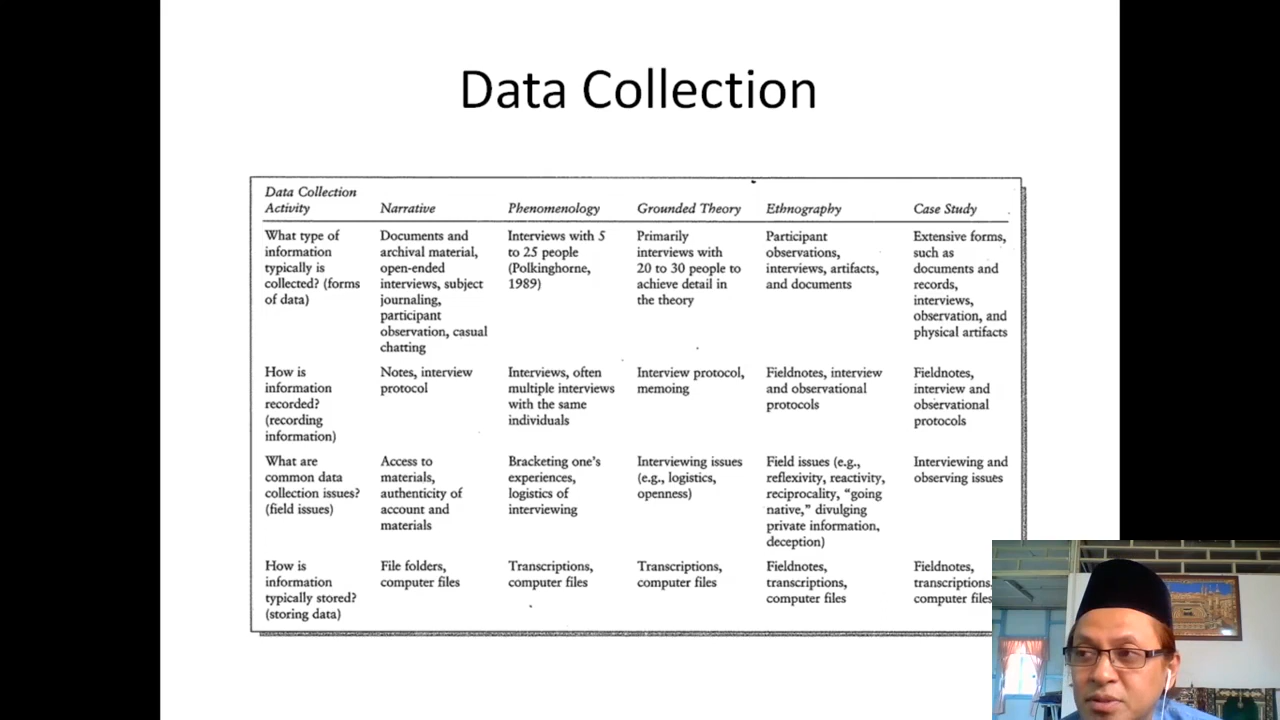 Data Collection
Data Collection
Activity
Narrative
Phenomenology
Grounded Theory
Ethnography
Case Study
What type of
information
typically is
collected? (forms
of data)
Documents and
archival material,
open-ended
interviews, subject
journaling,
participant
observation, casual
chatting
Interviews with 5
to 25 people
(Polkinghorne,
1989)
Primarily
interviews with
20 to 30 people to
achieve detail in
the theory
Participant
observations,
interviews, artifacts,
and documents
Extensive forms,
such as
documents and
records,
interviews,
observation, and
physical artifacts
How is
information
recorded?
(recording
information)
Notes, interview
protocol
Interviews, often
multiple interviews
with the same
individuals
Interview protocol,
memoing
Fieldnotes, interview
and observational
protocols
Fieldnotes,
interview and
observational
protocols
What are
common data
collection issues?
(field issues)
Access to
materials,
authenticity of
account and
materials
Bracketing one's
experiences,
logistics of
interviewing
Interviewing issues
(e.g., logistics,
openness)
Field issues (e.g.,
reflexivity, reactivity,
reciprocality, "going
native," divulging
private information,
deception)
Interviewing and
observing issues
How is
information
typically stored?
(storing data)
File folders,
computer files
Transcriptions,
computer files
Transcriptions,
computer files
Fieldnotes,
transcriptions,
computer files
Fieldnotes,
transcriptions,
computer files